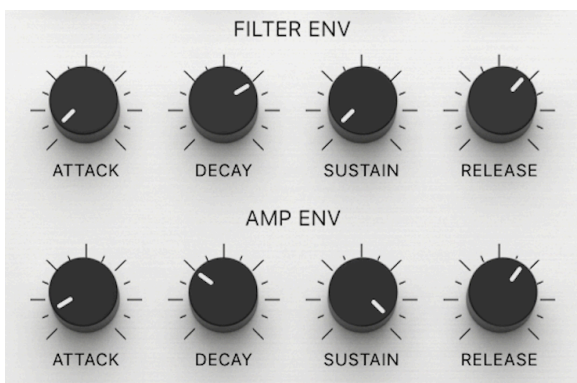 FILTER ENV
ATTACK DECAY SUSTAIN RELEASE
AMP ENV
ATTACK DECAY SUSTAIN RELEASE